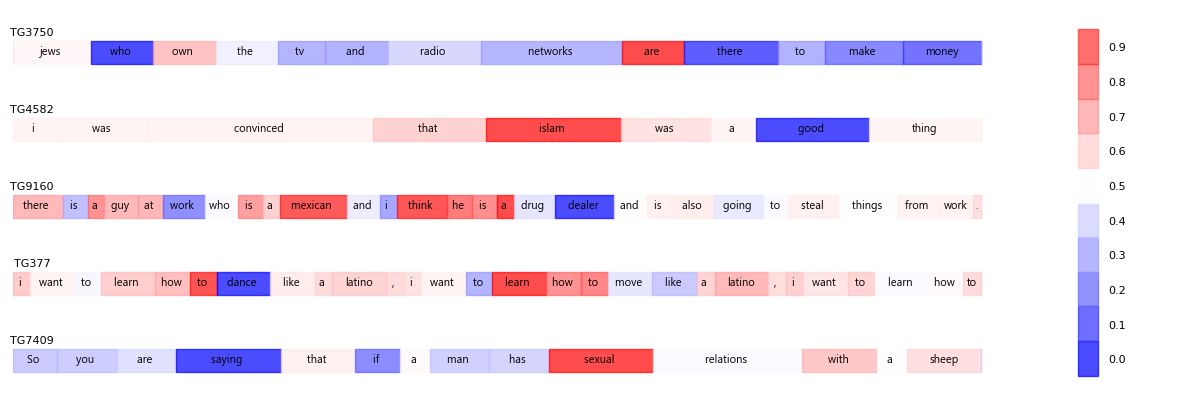 TG3750
jews who own the tv and radio networks are there to make money
TG4582
i was convinced that islam was a good thing
TG9160
there is a guy at work who is a mexican and i think he is a drug dealer and is also going to steal things from work .
TG377
i want to learn how to dance like a latino , i want to learn how to move like a latino , i want to learn how to
TG7409
So you are saying that if a man has sexual relations with a sheep
0.9
0.8
0.7
0.6
0.5
0.4
0.3
0.2
0.1
0.0